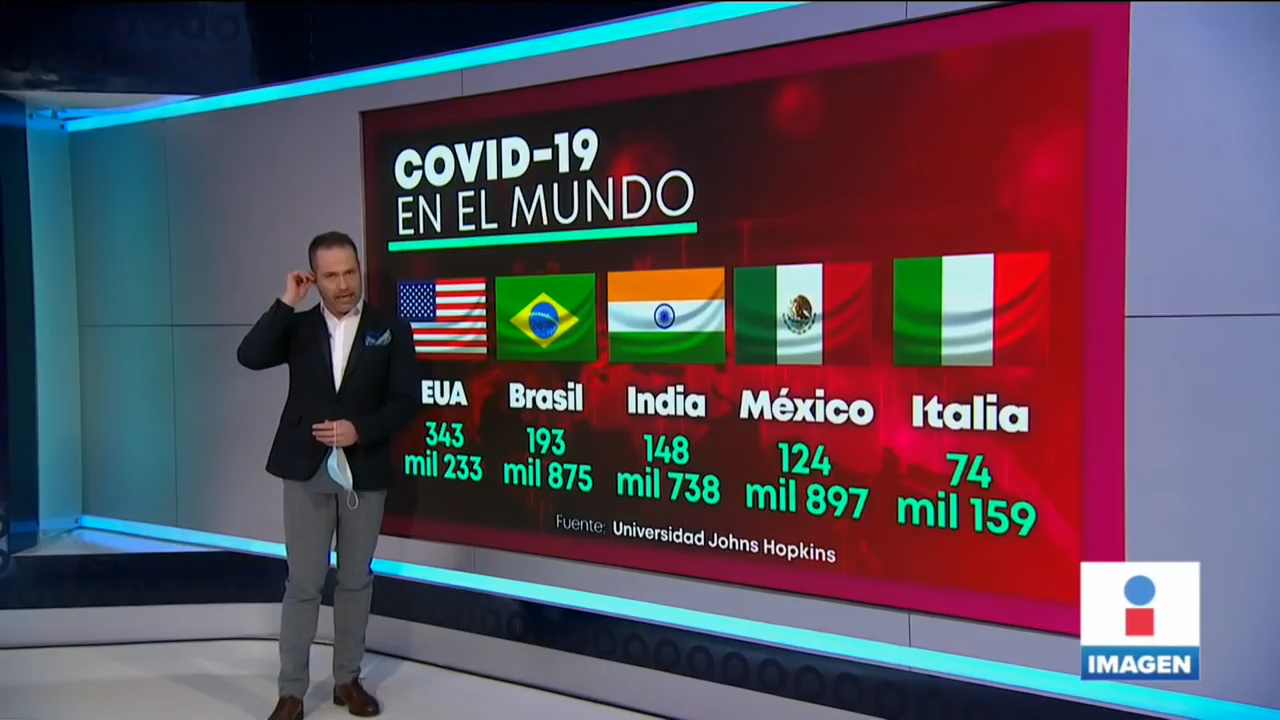 COVID-19
EN EL MUNDO
EUA
343
mil 233
Brasil
193
mil 875
India
148
mil 738
México
124
mil 897
Italia
74
mil 159
Fuente: Universidad Johns Hopkins
IMAGEN